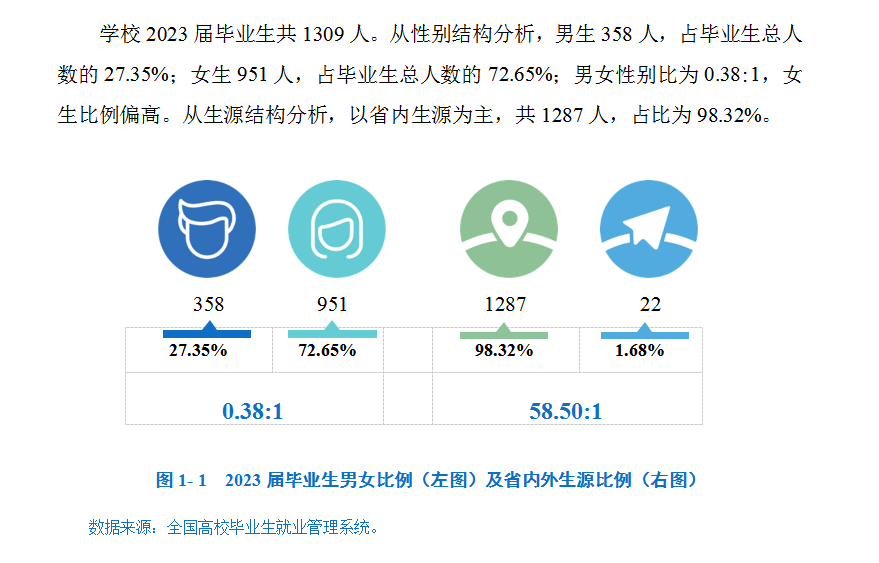 学校 2023 届毕业生共 1309 人。从性别结构分析，男生 358 人，占毕业生总人
数的 27.35%；女生 951 人，占毕业生总人数的 72.65%；男女性别比为 0.38:1，女
生比例偏高。从生源结构分析，以省内生源为主，共 1287 人，占比为 98.32%。
358 951 1287 22
27.35% 72.65% 98.32% 1.68%
0.38:1 58.50:1
图 1- 1 2023 届毕业生男女比例（左图）及省内外生源比例（右图）
数据来源：全国高校毕业生就业管理系统。